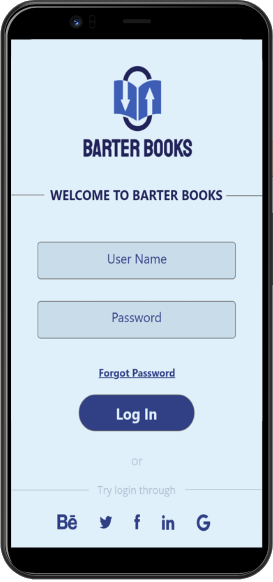 BARTER BOOKS
WELCOME TO BARTER BOOKS
User Name
Password
Forgot Password
Log In
or
Try login through
Bē f in G